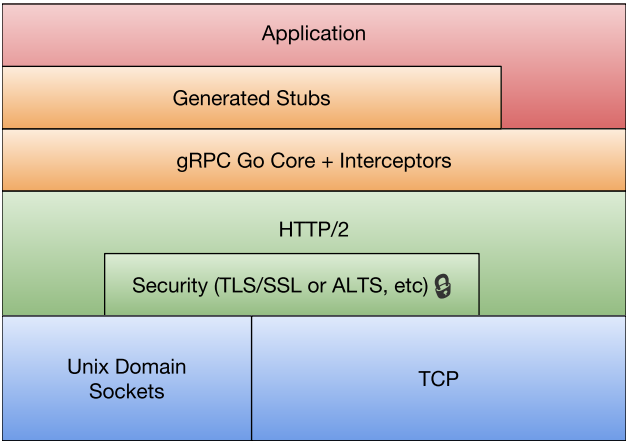 Application
Generated Stubs
gRPC Go Core + Interceptors
HTTP/2
Security (TLS/SSL or ALTS, etc)
Unix Domain
Sockets
TCP